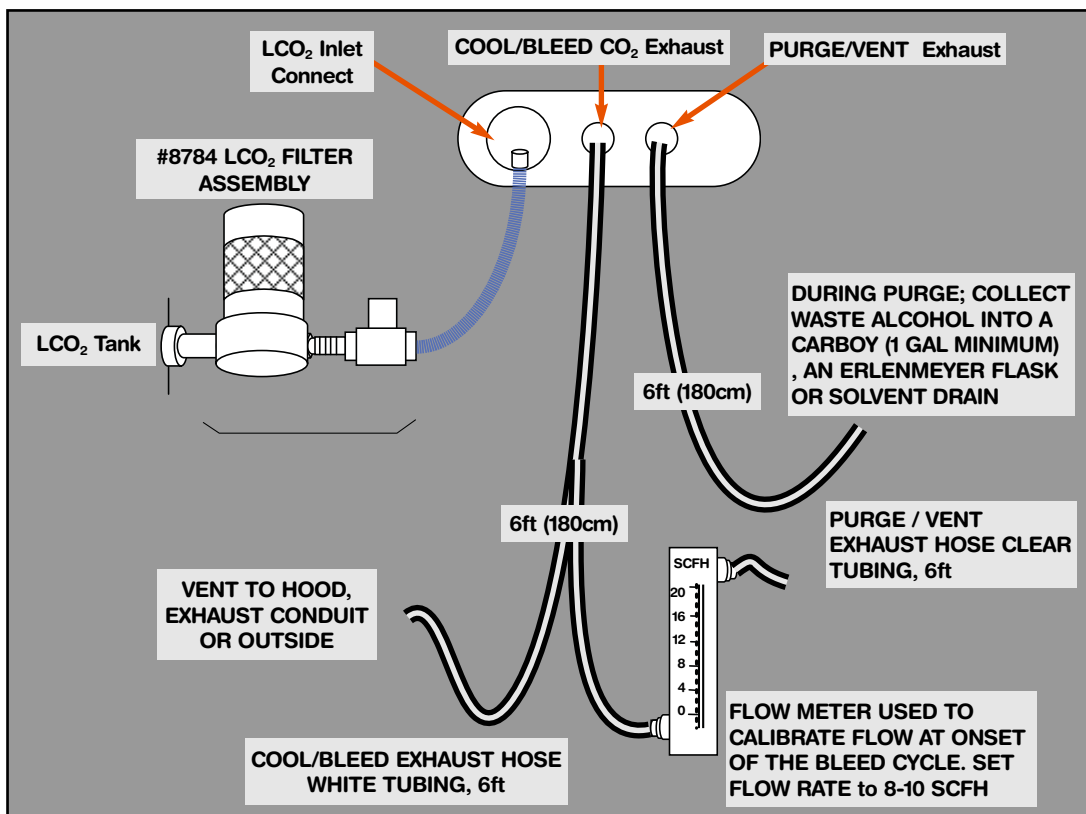 LCO₂ Inlet
Connect
COOL/BLEED CO₂ Exhaust
PURGE/VENT Exhaust
#8784 LCO₂ FILTER
ASSEMBLY
LCO₂ Tank
DURING PURGE; COLLECT
WASTE ALCOHOL INTO A
CARBOY (1 GAL MINIMUM)
, AN ERLENMEYER FLASK
OR SOLVENT DRAIN
6ft (180cm)
6ft (180cm)
PURGE / VENT
EXHAUST HOSE CLEAR
TUBING, 6ft
VENT TO HOOD,
EXHAUST CONDUIT
OR OUTSIDE
SCFH
20
16
12
8
4
0
FLOW METER USED TO
CALIBRATE FLOW AT ONSET
OF THE BLEED CYCLE. SET
FLOW RATE to 8-10 SCFH
COOL/BLEED EXHAUST HOSE
WHITE TUBING, 6ft